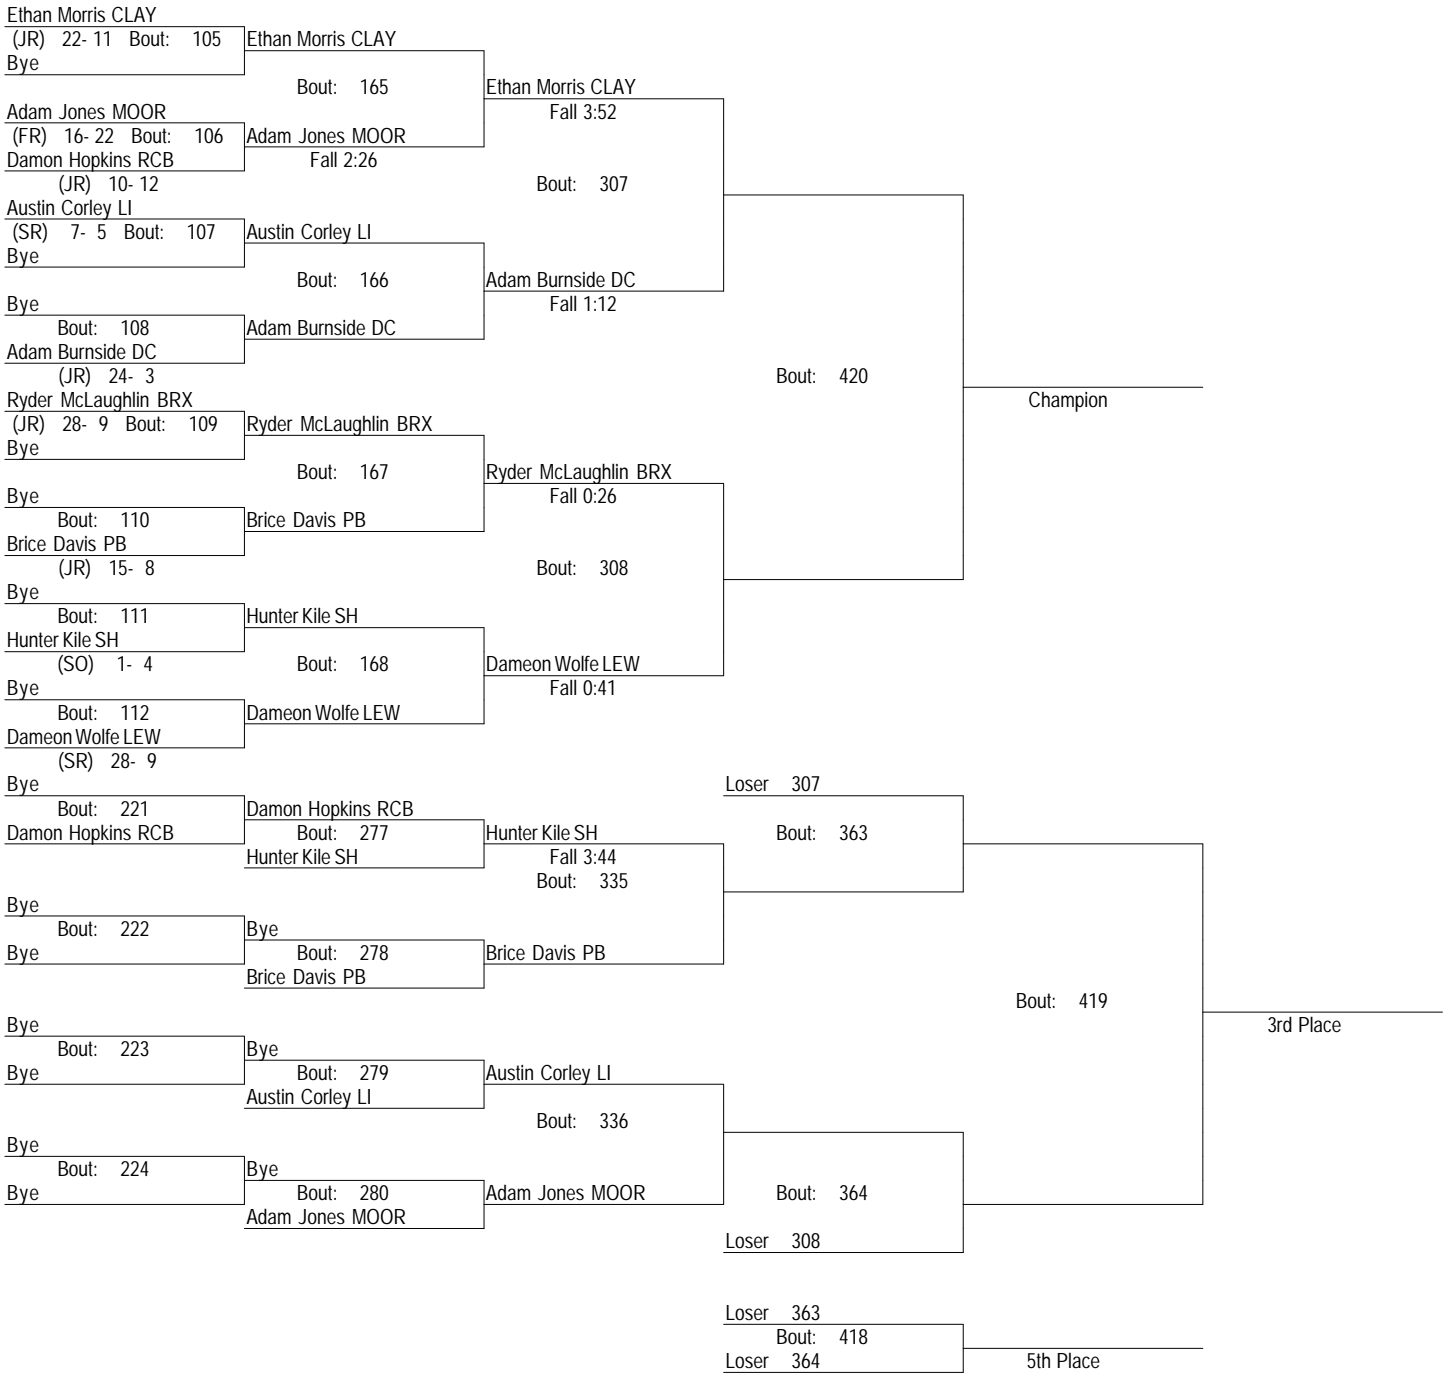 Ethan Morris CLAY
(JR) 22- 11 Bout: 105 Ethan Morris CLAY
Bye
Bout: 165 Ethan Morris CLAY
Adam Jones MOOR Fall 3:52
(FR) 16- 22 Bout: 106 Adam Jones MOOR
Damon Hopkins RCB Fall 2:26
(JR) 10- 12 Bout: 307
Austin Corley LI
(SR) 7- 5 Bout: 107 Austin Corley LI
Bye
Bout: 166 Adam Burnside DC
Bye Fall 1:12
Bout: 108 Adam Burnside DC
Adam Burnside DC
(JR) 24- 3 Bout: 420
Ryder McLaughlin BRX Champion
(JR) 28- 9 Bout: 109 Ryder McLaughlin BRX
Bye
Bout: 167 Ryder McLaughlin BRX
Bye Fall 0:26
Bout: 110 Brice Davis PB
Brice Davis PB
(JR) 15- 8 Bout: 308
Bye
Bout: 111 Hunter Kile SH
Hunter Kile SH
(SO) 1- 4 Bout: 168 Dameon Wolfe LEW
Bye Fall 0:41
Bout: 112 Dameon Wolfe LEW
Dameon Wolfe LEW
(SR) 28- 9
Bye Loser 307
Bout: 221 Damon Hopkins RCB
Damon Hopkins RCB Bout: 277 Hunter Kile SH Bout: 363
Hunter Kile SH Fall 3:44
Bout: 335
Bye
Bout: 222 Bye
Bye Bout: 278 Brice Davis PB
Brice Davis PB
Bout: 419
Bye 3rd Place
Bout: 223 Bye
Bye Bout: 279 Austin Corley LI
Austin Corley LI
Bout: 336
Bye
Bout: 224 Bye
Bye Bout: 280 Adam Jones MOOR Bout: 364
Adam Jones MOOR
Loser 308
Loser 363
Bout: 418
Loser 364 5th Place